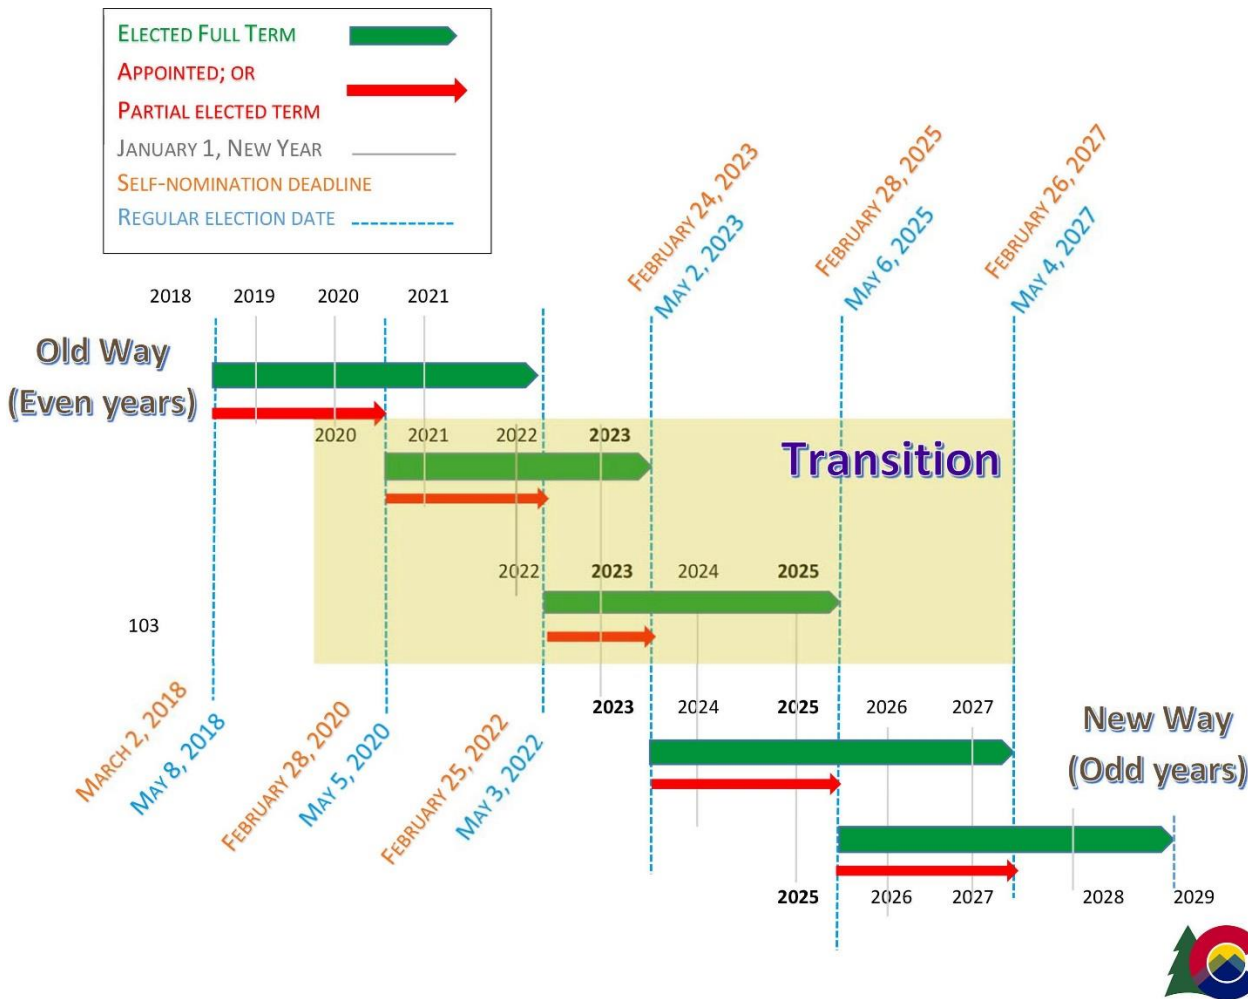 ELECTED FULL TERM
APPOINTED; OR
PARTIAL ELECTED TERM
JANUARY 1, NEW YEAR
SELF-NOMINATION DEADLINE
REGULAR ELECTION DATE
FEBRUARY 24, 2023
MAY 2, 2023
FEBRUARY 28, 2025
MAY 6, 2025
FEBRUARY 26, 2027
MAY 4, 2027
2018 2019 2020 2021
Old Way
(Even years)
2020 2021 2022 2023
Transition
2022 2023 2024 2025
103
2023 2024 2025 2026 2027
MARCH 2, 2018
MAY 8, 2018
FEBRUARY 28, 2020
MAY 5, 2020
FEBRUARY 25, 2022
MAY 3, 2022
New Way
(Odd years)
2025 2026 2027 2028 2029